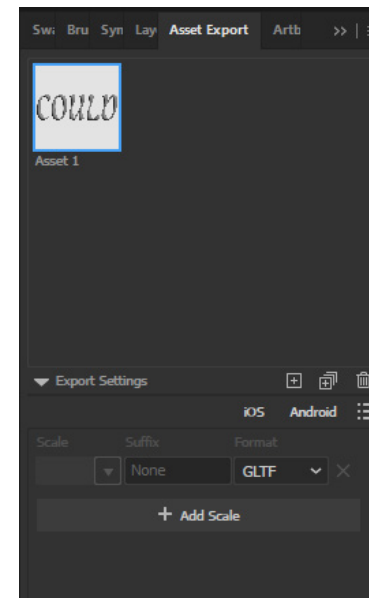 Swa Bru Syn Lay Asset Export Artb >>
COULD
Asset 1
Export Settings
iOS Android
Scale Suffix Format
None GLTF
+ Add Scale